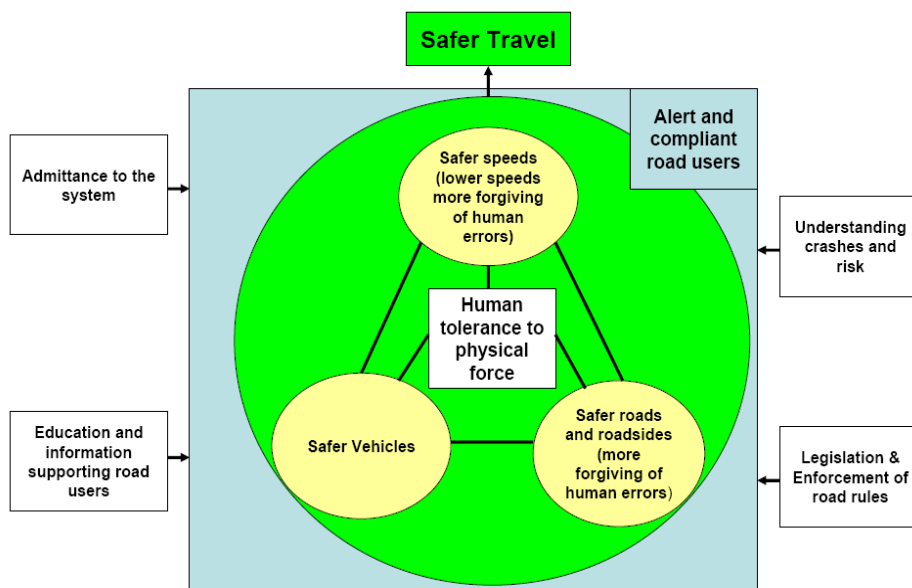 Safer Travel
Alert and
compliant
road users
Safer speeds
(lower speeds
more forgiving
of human
errors)
Admittance to the
system
Understanding
crashes and
risk
Human
tolerance to
physical
force
Safer Vehicles
Safer roads
and roadsides
(more
forgiving of
human errors)
Education and
information
supporting road
users
Legislation &
Enforcement of
road rules